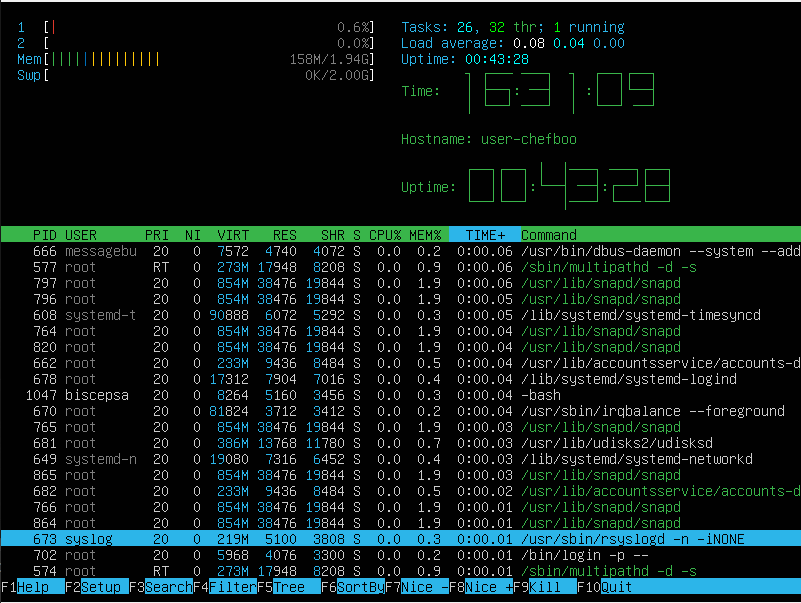 1 [| 0.6%] Tasks: 26, 32 thr; 1 running
2 [ 0.0%] Load average: 0.08 0.04 0.00
Mem[|||||||||||||| 158M/1.94G] Uptime: 00:43:28
Swp[ 0K/2.00G]
Time: 16:31:09
Hostname: user-chefboo
Uptime: 00:43:28
PID USER PRI NI VIRT RES SHR S CPU% MEM% TIME+ Command
666 messagebu 20 0 7572 4740 4072 S 0.0 0.2 0:00.06 /usr/bin/dbus-daemon --system --add
577 root RT 0 273M 17948 8208 S 0.0 0.9 0:00.06 /sbin/multipathd -d -s
797 root 20 0 854M 38476 19844 S 0.0 1.9 0:00.06 /usr/lib/snapd/snapd
796 root 20 0 854M 38476 19844 S 0.0 1.9 0:00.05 /usr/lib/snapd/snapd
608 systemd-t 20 0 90888 6072 5292 S 0.0 0.3 0:00.05 /lib/systemd/systemd-timesyncd
764 root 20 0 854M 38476 19844 S 0.0 1.9 0:00.04 /usr/lib/snapd/snapd
820 root 20 0 854M 38476 19844 S 0.0 1.9 0:00.04 /usr/lib/snapd/snapd
662 root 20 0 233M 9436 8484 S 0.0 0.5 0:00.04 /usr/lib/accountsservice/accounts-d
678 root 20 0 17312 7904 7016 S 0.0 0.4 0:00.04 /lib/systemd/systemd-logind
1047 biscepsa 20 0 8264 5160 3456 S 0.0 0.3 0:00.04 -bash
670 root 20 0 81824 3712 3412 S 0.0 0.2 0:00.04 /usr/sbin/irqbalance --foreground
765 root 20 0 854M 38476 19844 S 0.0 1.9 0:00.03 /usr/lib/snapd/snapd
681 root 20 0 386M 13768 11780 S 0.0 0.7 0:00.03 /usr/lib/udisks2/udisksd
649 systemd-n 20 0 19080 7316 6452 S 0.0 0.4 0:00.03 /lib/systemd/systemd-networkd
865 root 20 0 854M 38476 19844 S 0.0 1.9 0:00.03 /usr/lib/snapd/snapd
682 root 20 0 233M 9436 8484 S 0.0 0.5 0:00.02 /usr/lib/accountsservice/accounts-d
766 root 20 0 854M 38476 19844 S 0.0 1.9 0:00.01 /usr/lib/snapd/snapd
864 root 20 0 854M 38476 19844 S 0.0 1.9 0:00.01 /usr/lib/snapd/snapd
673 syslog 20 0 219M 5100 3808 S 0.0 0.3 0:00.01 /usr/sbin/rsyslogd -n -iNONE
702 root 20 0 5968 4076 3300 S 0.0 0.2 0:00.01 /bin/login -p --
574 root RT 0 273M 17948 8208 S 0.0 0.9 0:00.01 /sbin/multipathd -d -s
F1Help F2Setup F3SearchF4FilterF5Tree F6SortByF7Nice -F8Nice +F9Kill F10Quit